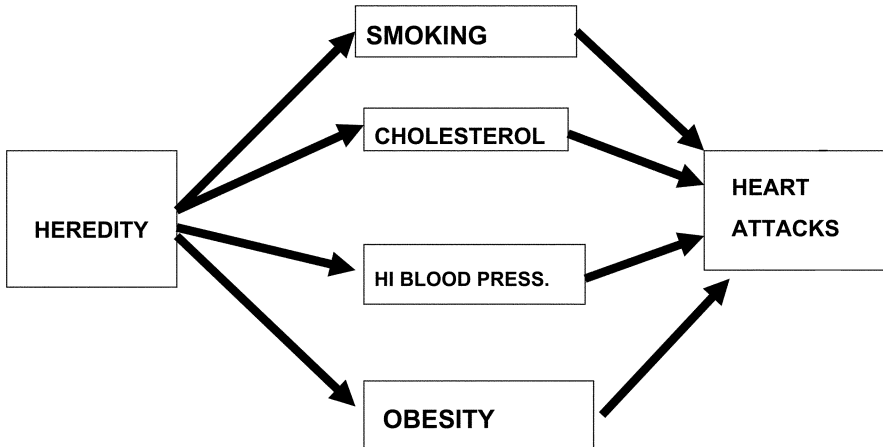 SMOKING
CHOLESTEROL
HEREDITY
HEART
ATTACKS
HI BLOOD PRESS.
OBESITY